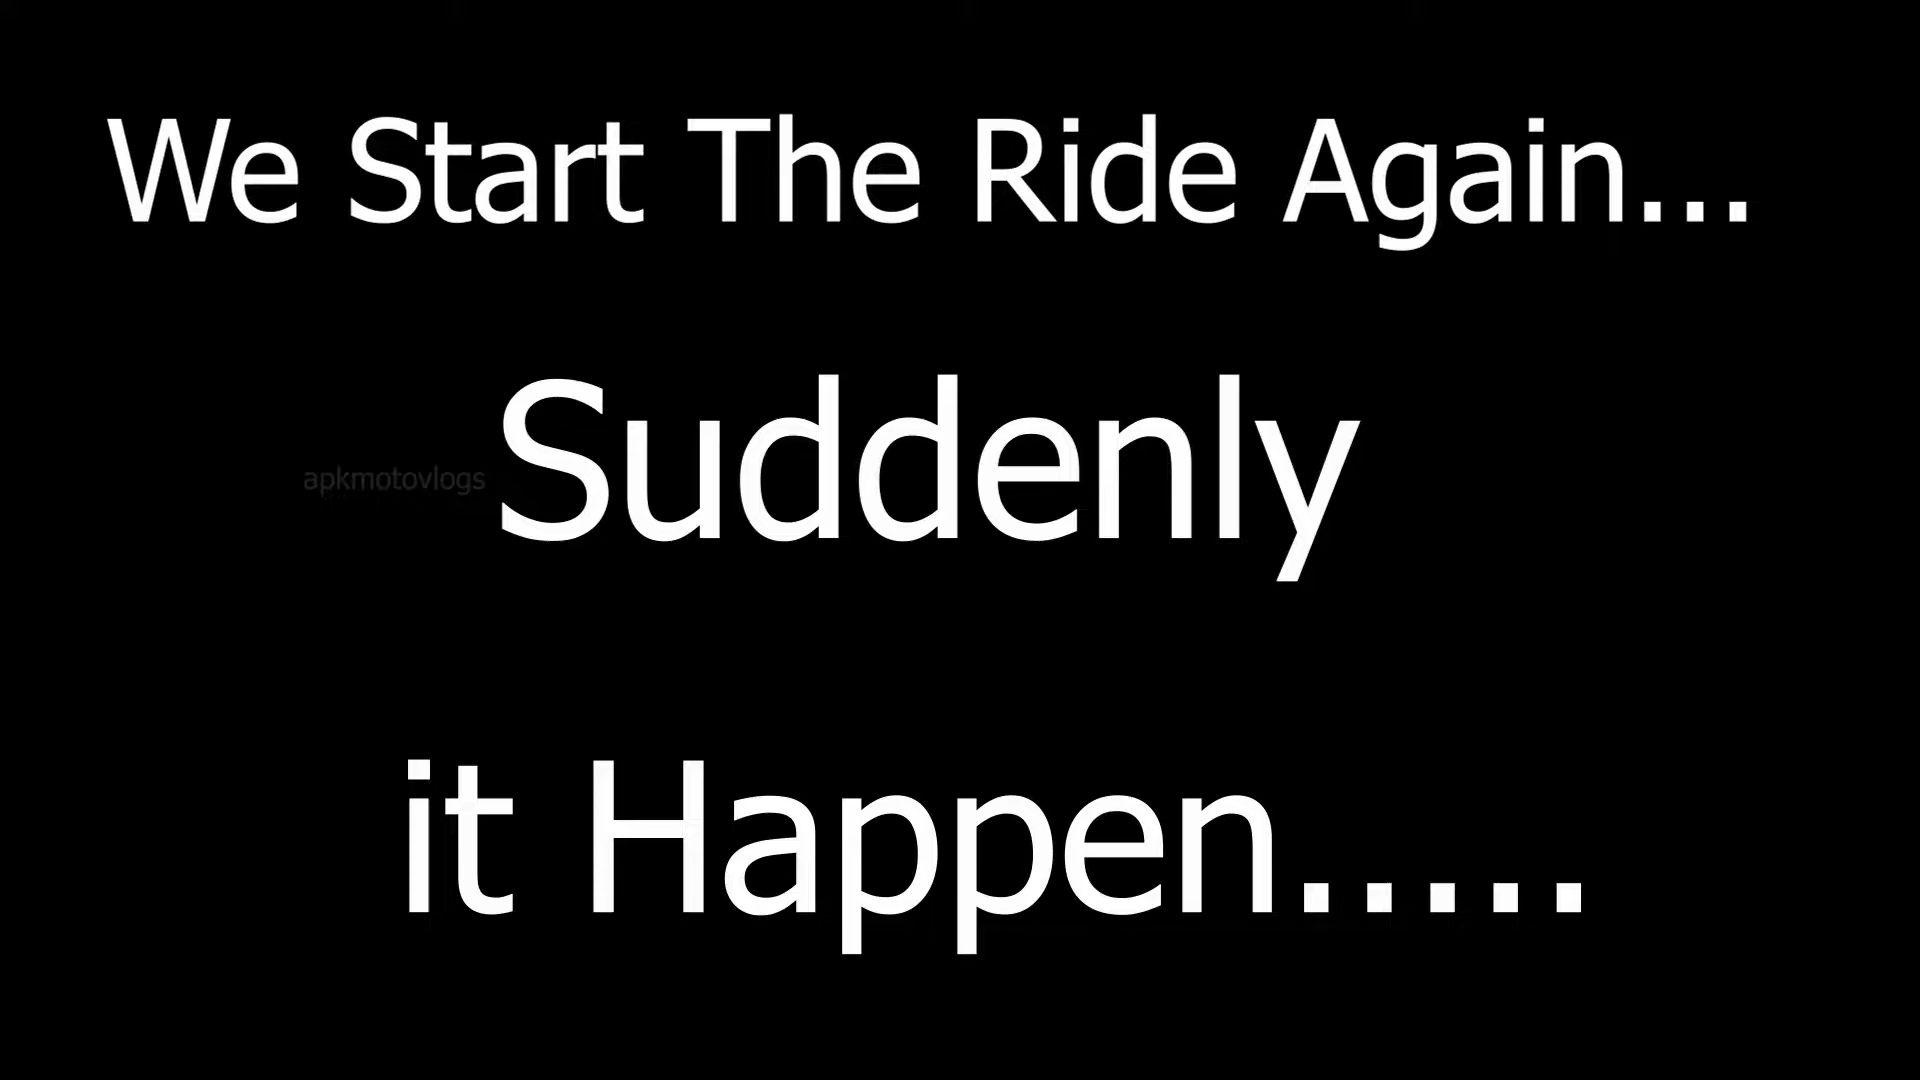 We Start The Ride Again...
Suddenly
apkmotovlogs
it Happen.....